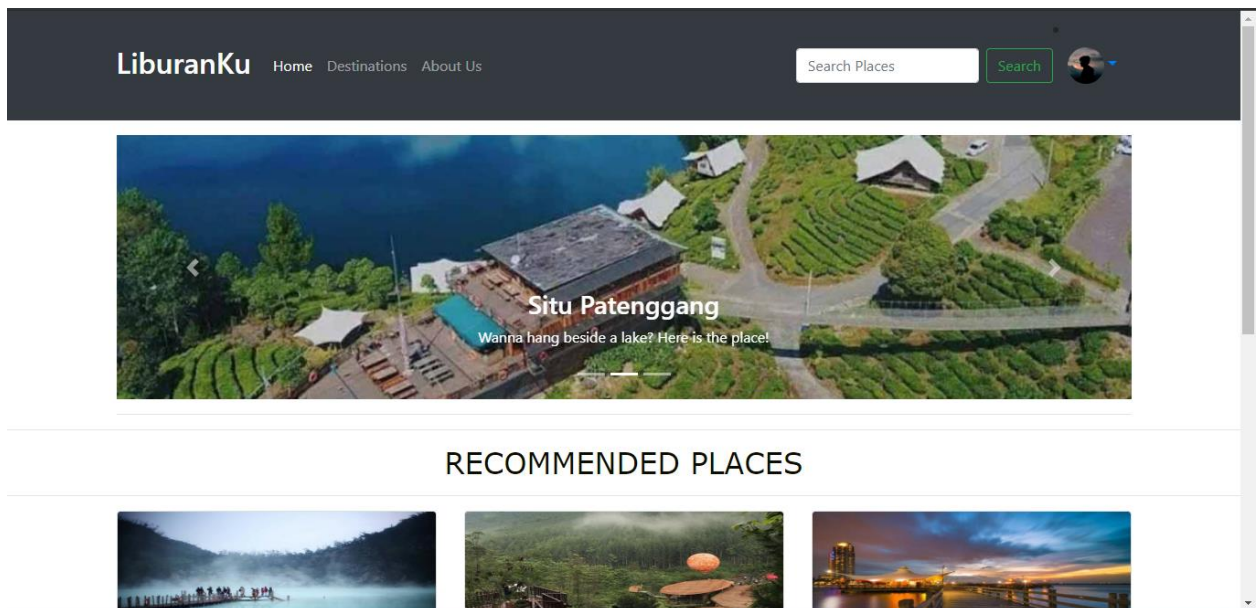 LiburanKu Home Destinations About Us Search Places Search
Situ Patenggang
Wanna hang beside a lake? Here is the place!
RECOMMENDED PLACES